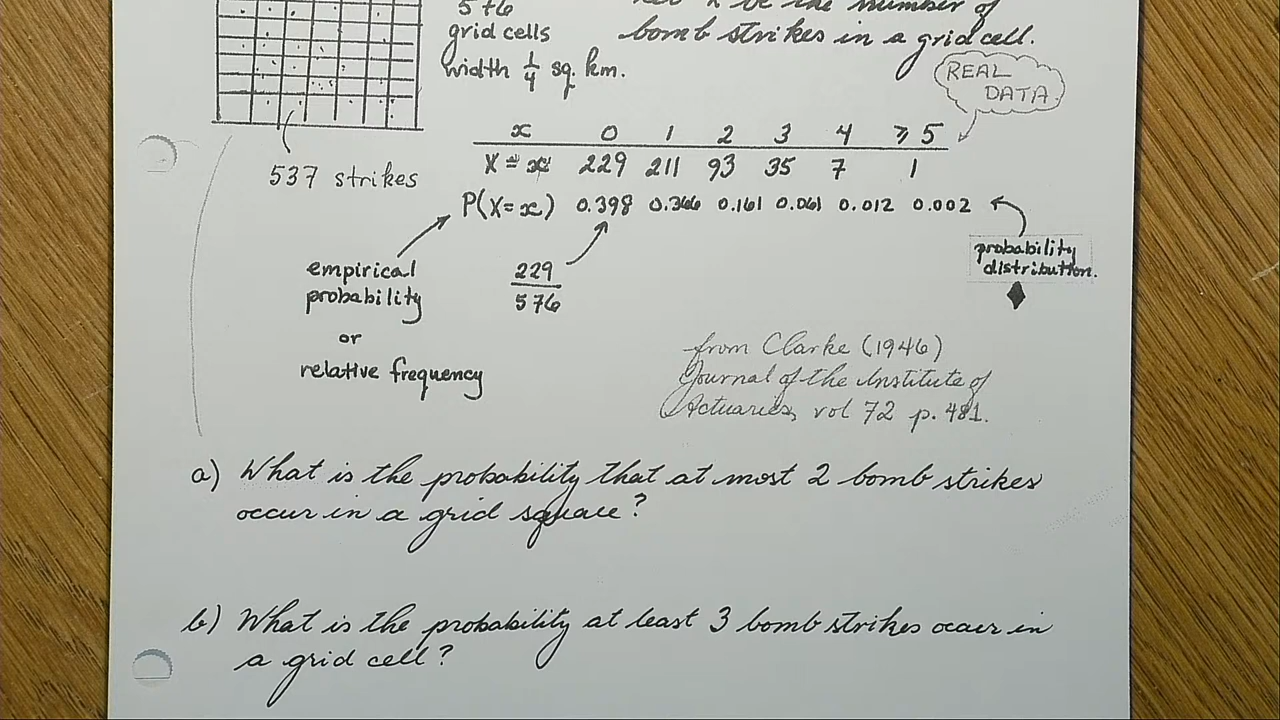 576
grid cells
width 1/4 sq. km.
be the number of
bomb strikes in a grid cell.
REAL
DATA
x 0 1 2 3 4 ⩾ 5
X = x 229 211 93 35 7 1
537 strikes
P(X=x) 0.398 0.366 0.161 0.061 0.012 0.002
probability
distribution.
empirical
probability
or
relative frequency
229
576
from Clarke (1946)
Journal of the Institute of
Actuaries, vol 72 p. 481.
a) What is the probability that at most 2 bomb strikes
occur in a grid square?
b) What is the probability at least 3 bomb strikes occur in
a grid cell?